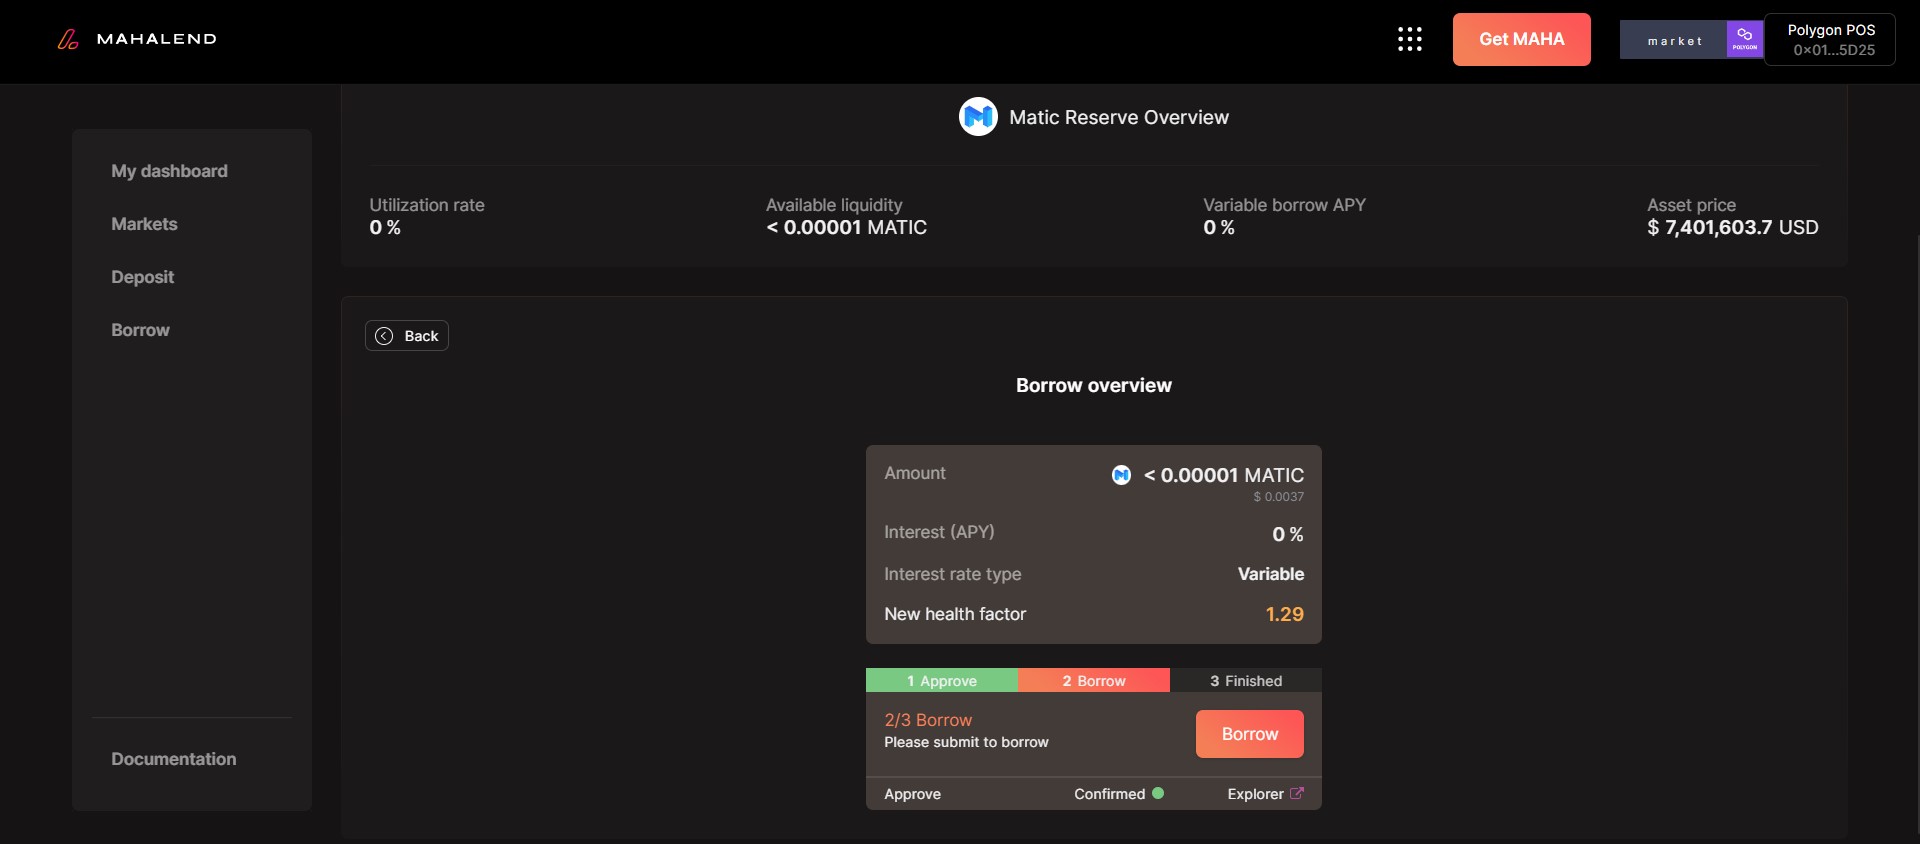 MAHALEND
Get MAHA
market
POLYGON
Polygon POS
0x01...5D25
My dashboard
Markets
Deposit
Borrow
Documentation
Matic Reserve Overview
Utilization rate
0 %
Available liquidity
< 0.00001 MATIC
Variable borrow APY
0 %
Asset price
$ 7,401,603.7 USD
Back
Borrow overview
Amount
< 0.00001 MATIC
$ 0.0037
Interest (APY)
0 %
Interest rate type
Variable
New health factor
1.29
1 Approve
2 Borrow
3 Finished
2/3 Borrow
Please submit to borrow
Borrow
Approve
Confirmed
Explorer